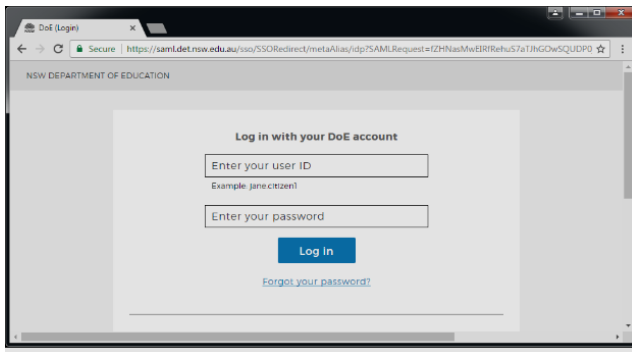 DoE (Login)
Secure | https://saml.det.nsw.edu.au/sso/SSORedirect/metaAlias/idp?SAMLRequest=
NSW DEPARTMENT OF EDUCATION
Log in with your DoE account
Enter your user ID
Example: jane.citizen1
Enter your password
Log in
Forgot your password?